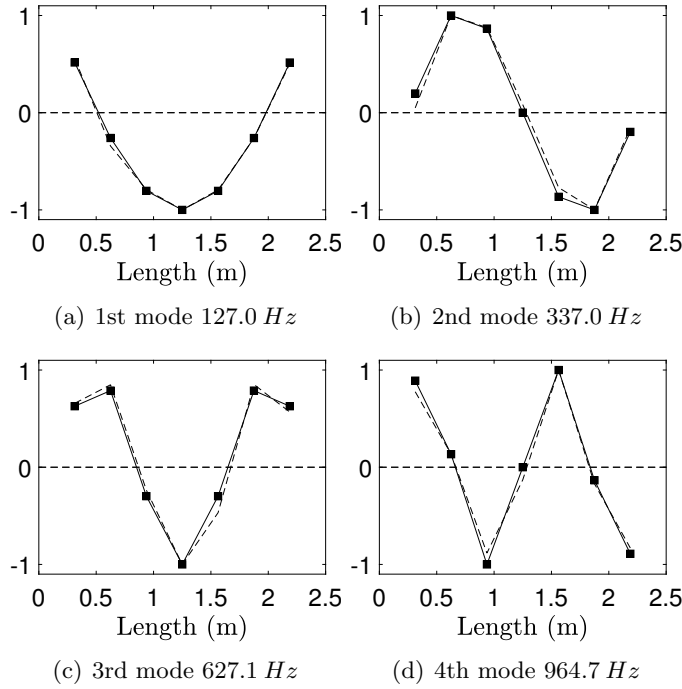 1
0
-1
0 0.5 1 1.5 2 2.5
Length (m)
(a) 1st mode 127.0 Hz
1
0
-1
0 0.5 1 1.5 2 2.5
Length (m)
(b) 2nd mode 337.0 Hz
1
0
-1
0 0.5 1 1.5 2 2.5
Length (m)
(c) 3rd mode 627.1 Hz
1
0
-1
0 0.5 1 1.5 2 2.5
Length (m)
(d) 4th mode 964.7 Hz